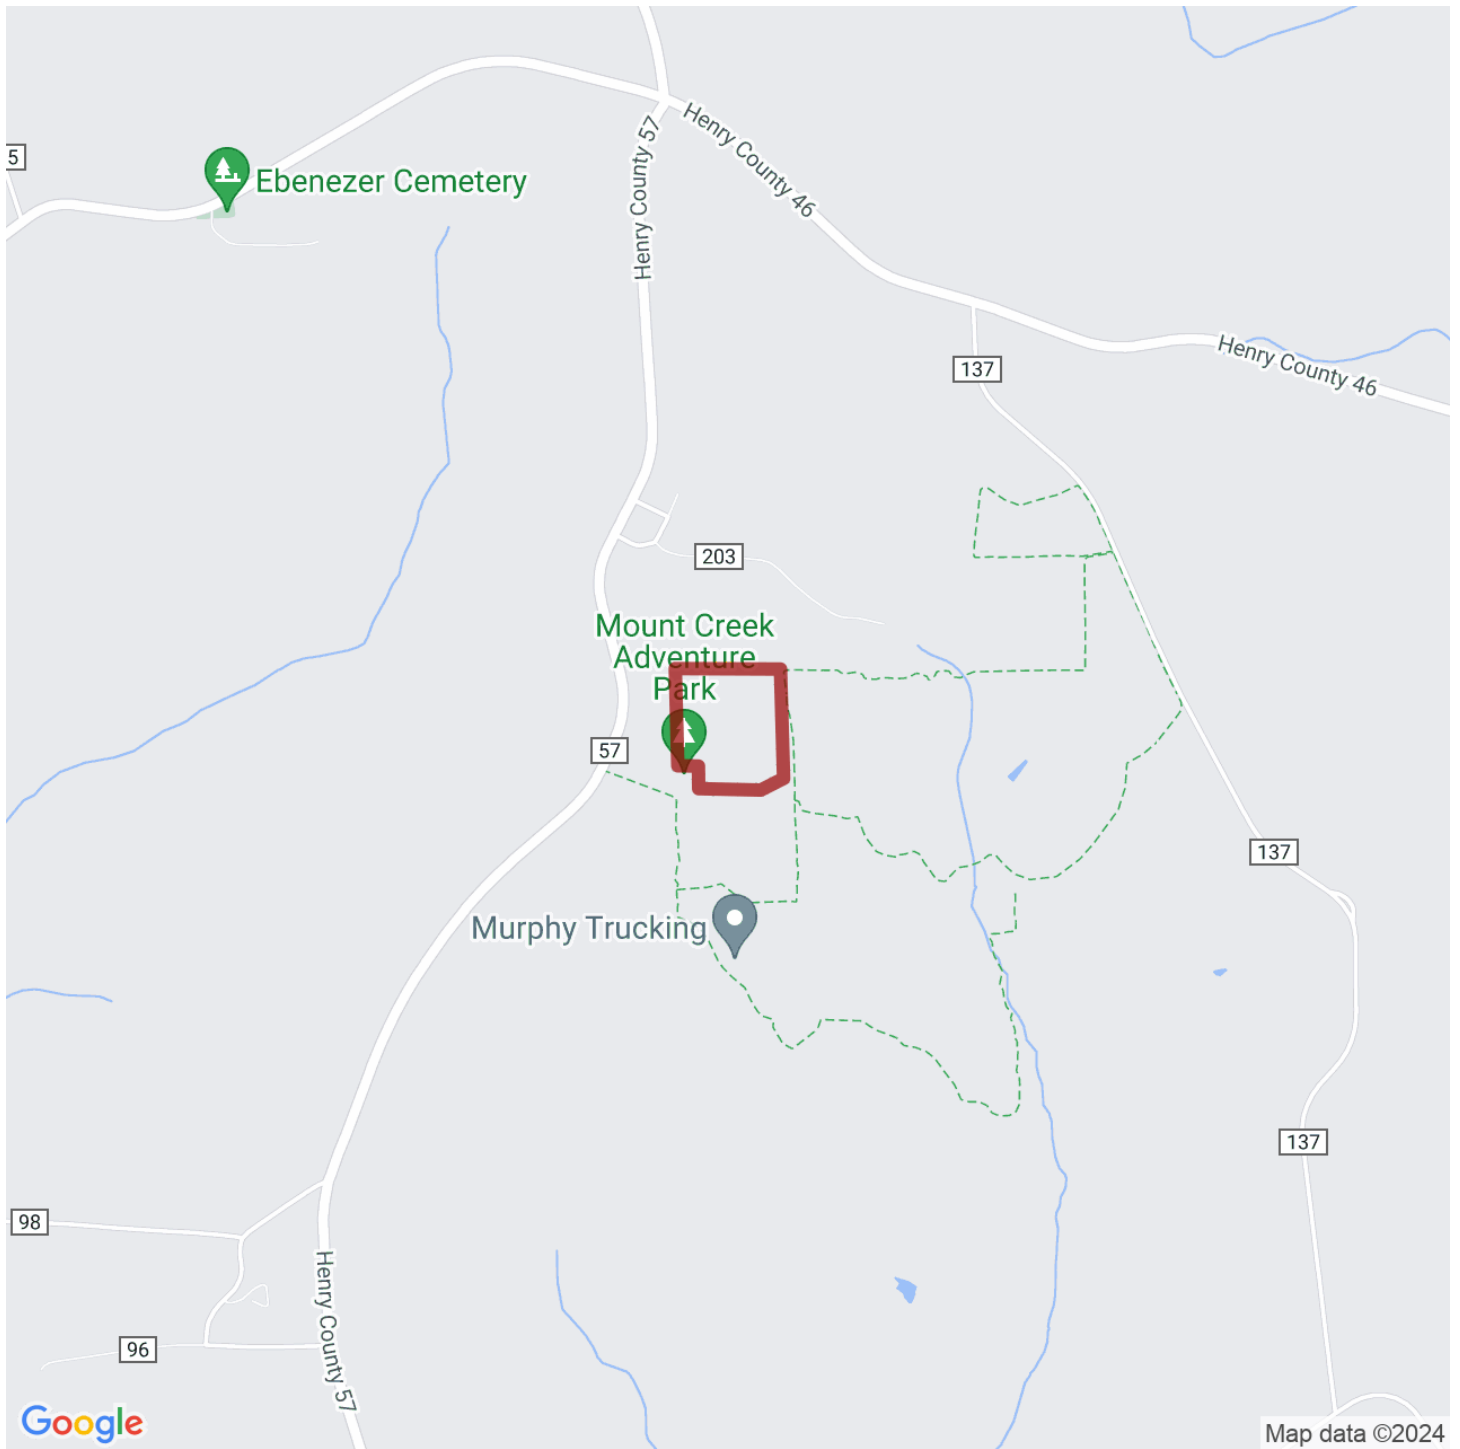 Henry County 46
Henry County 57
5
Ebenezer Cemetery
Henry County 46
137
203
Mount Creek
Adventure
Park
57
137
Murphy Trucking
137
98
Henry County 57
96
Google
Map data ©2024